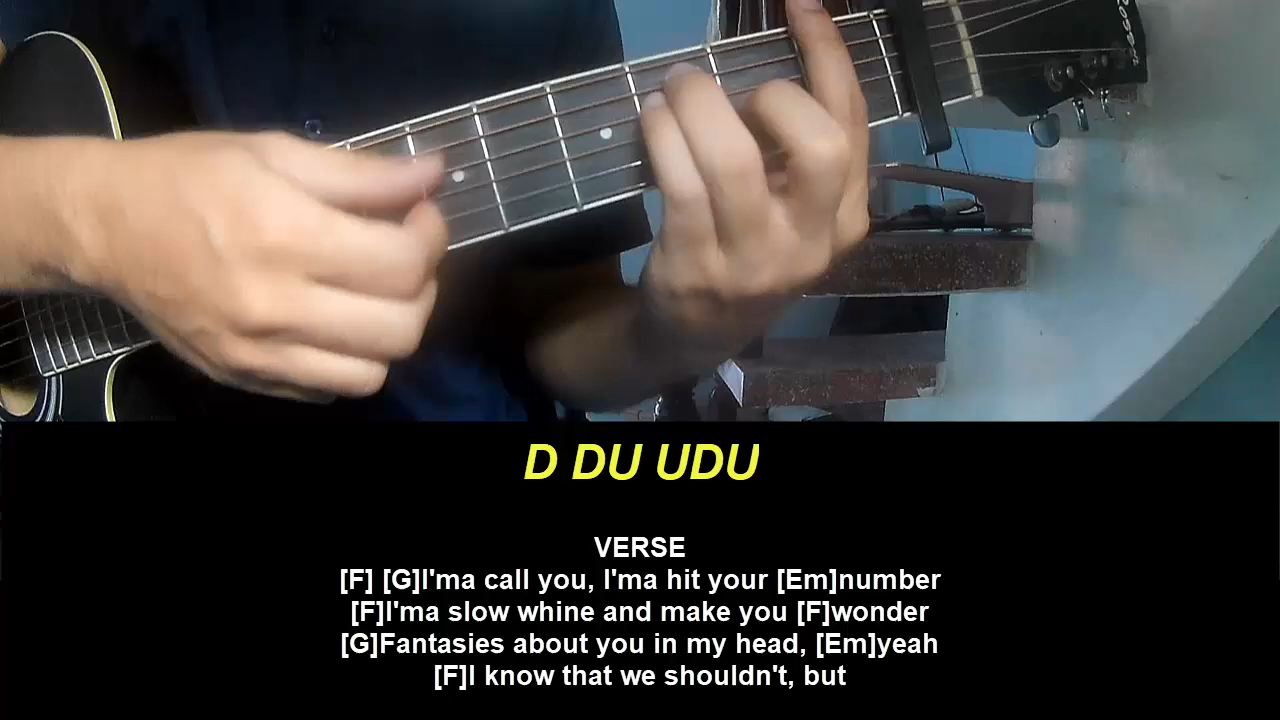 D DU UDU
VERSE
[F] [G]I'ma call you, I'ma hit your [Em]number
[F]I'ma slow whine and make you [F]wonder
[G]Fantasies about you in my head, [Em]yeah
[F]I know that we shouldn't, but